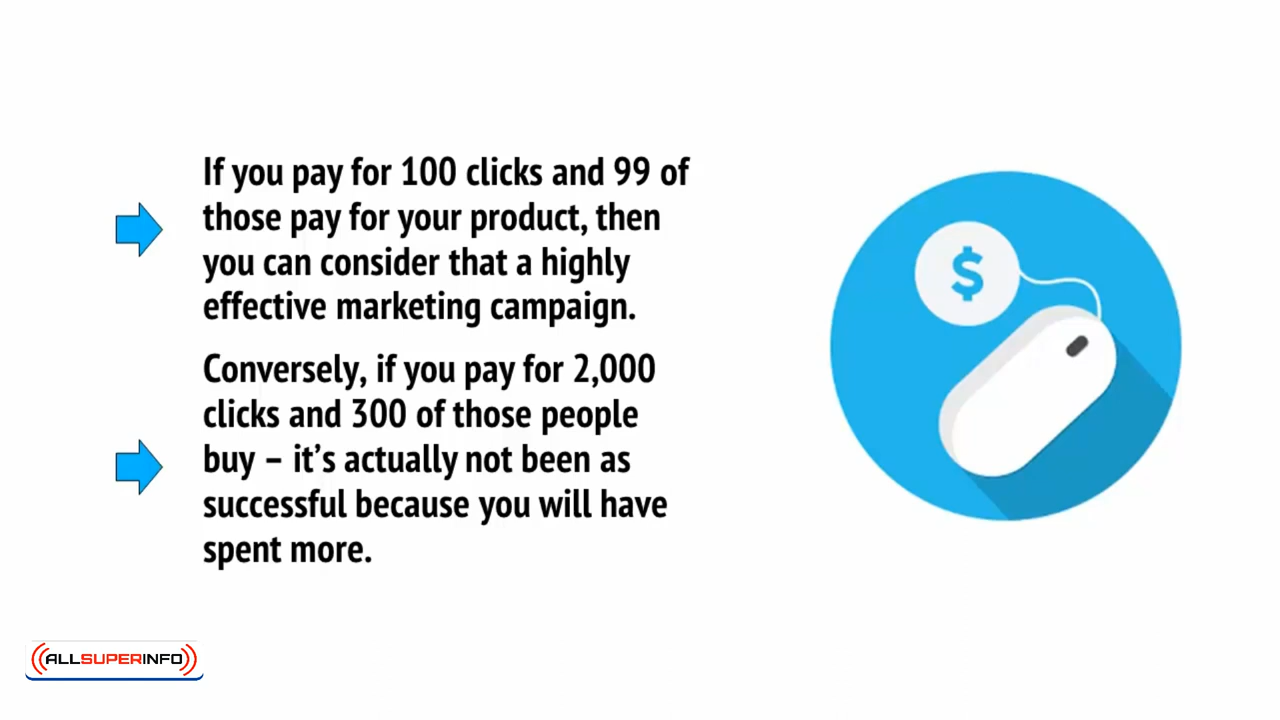 If you pay for 100 clicks and 99 of
those pay for your product, then
you can consider that a highly
effective marketing campaign.
Conversely, if you pay for 2,000
clicks and 300 of those people
buy – it’s actually not been as
successful because you will have
spent more.
$
ALLSUPERINFO